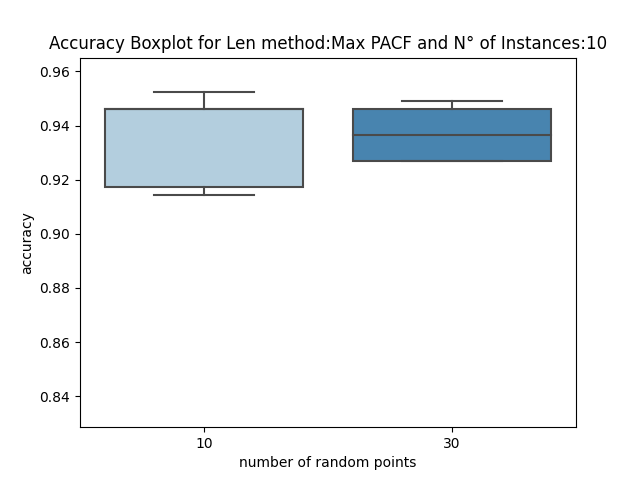 Accuracy Boxplot for Len method:Max PACF and N° of Instances:10
0.96
0.94
0.92
0.90
0.88
0.86
0.84
accuracy
10 30
number of random points